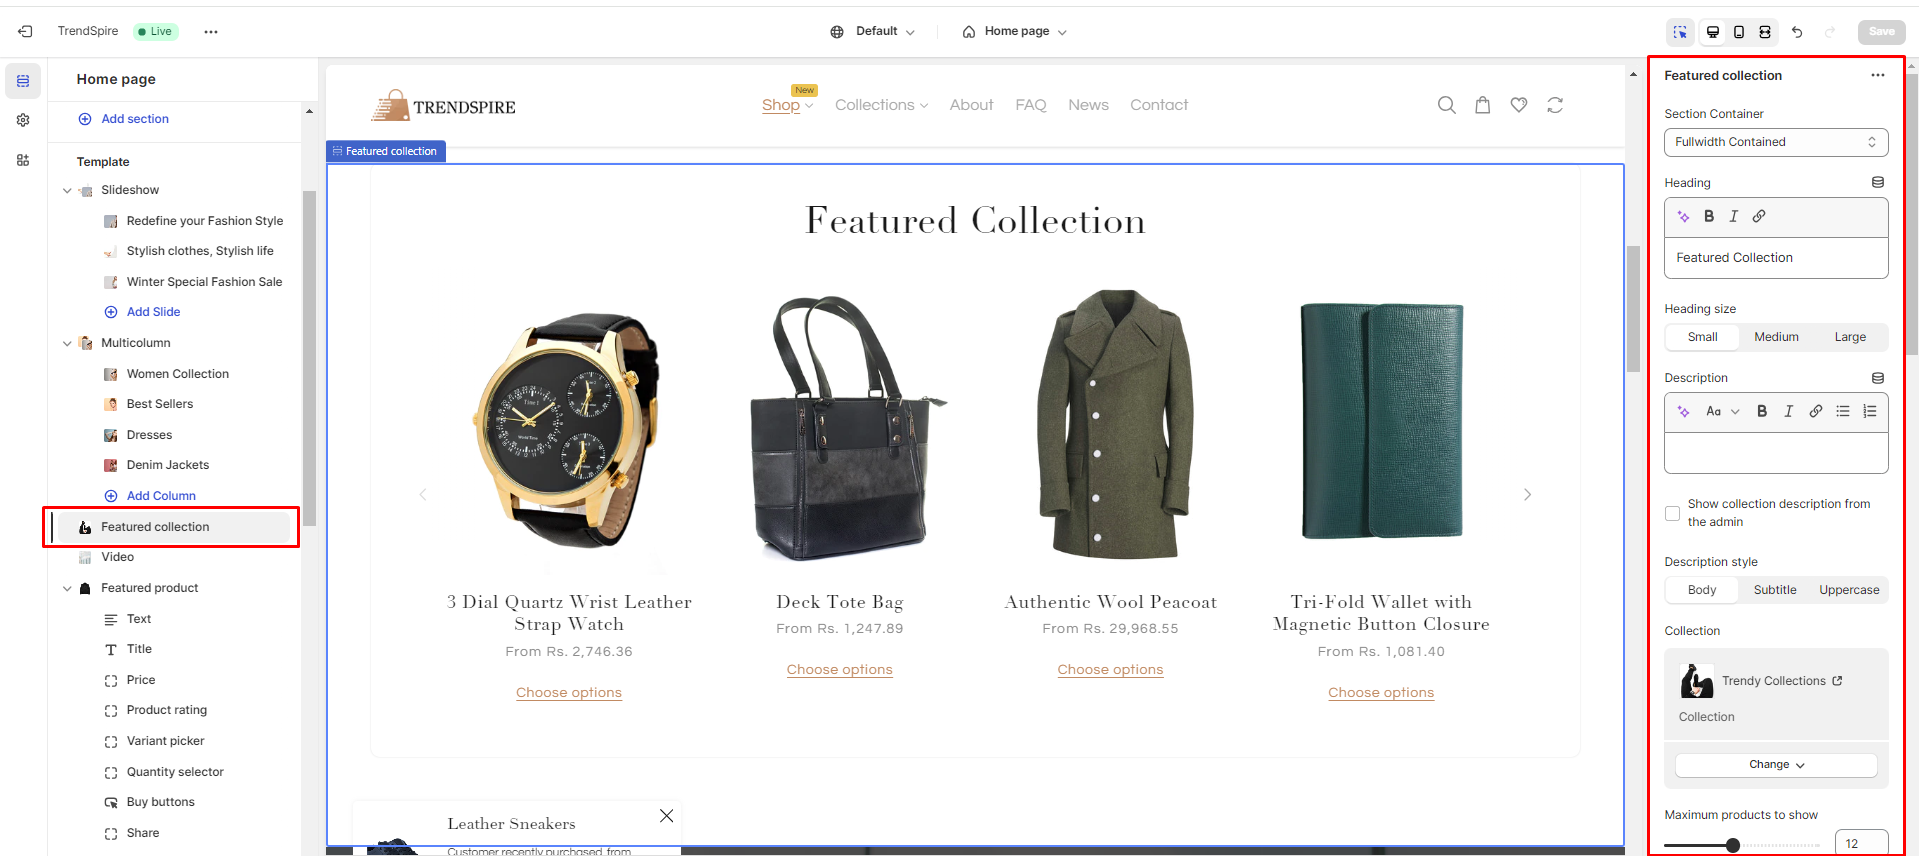 TrendSpire
Live
Default
Home page
Save
Home page
Add section
Template
Slideshow
Redefine your Fashion Style
Stylish clothes, Stylish life
Winter Special Fashion Sale
Add Slide
Multicolumn
Women Collection
Best Sellers
Dresses
Denim Jackets
Add Column
Featured collection
Video
Featured product
Text
Title
Price
Product rating
Variant picker
Quantity selector
Buy buttons
Share
TRENDSPIRE
New
Shop
Collections
About
FAQ
News
Contact
Featured collection
Featured Collection
3 Dial Quartz Wrist Leather
Strap Watch
From Rs. 2,746.36
Choose options
Deck Tote Bag
From Rs. 1,247.89
Choose options
Authentic Wool Peacoat
From Rs. 29,968.55
Choose options
Tri-Fold Wallet with
Magnetic Button Closure
From Rs. 1,081.40
Choose options
Leather Sneakers
Customer recently purchased from
Featured collection
Section Container
Fullwidth Contained
Heading
B I
Featured Collection
Heading size
Small Medium Large
Description
Aa B I
Show collection description from
the admin
Description style
Body Subtitle Uppercase
Collection
Trendy Collections
Collection
Change
Maximum products to show
12